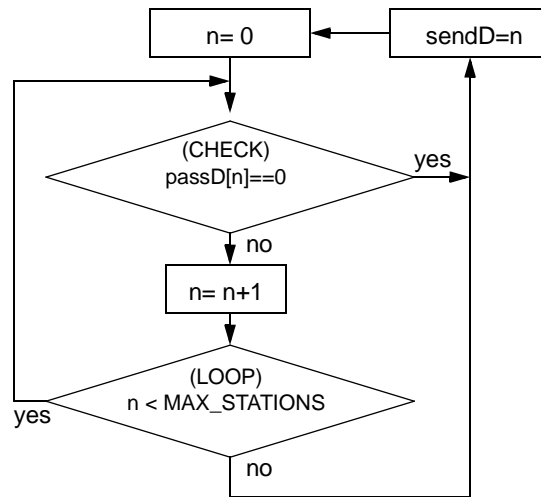 n= 0
sendD=n
(CHECK)
passD[n]==0
yes
no
n= n+1
(LOOP)
n < MAX_STATIONS
yes
no